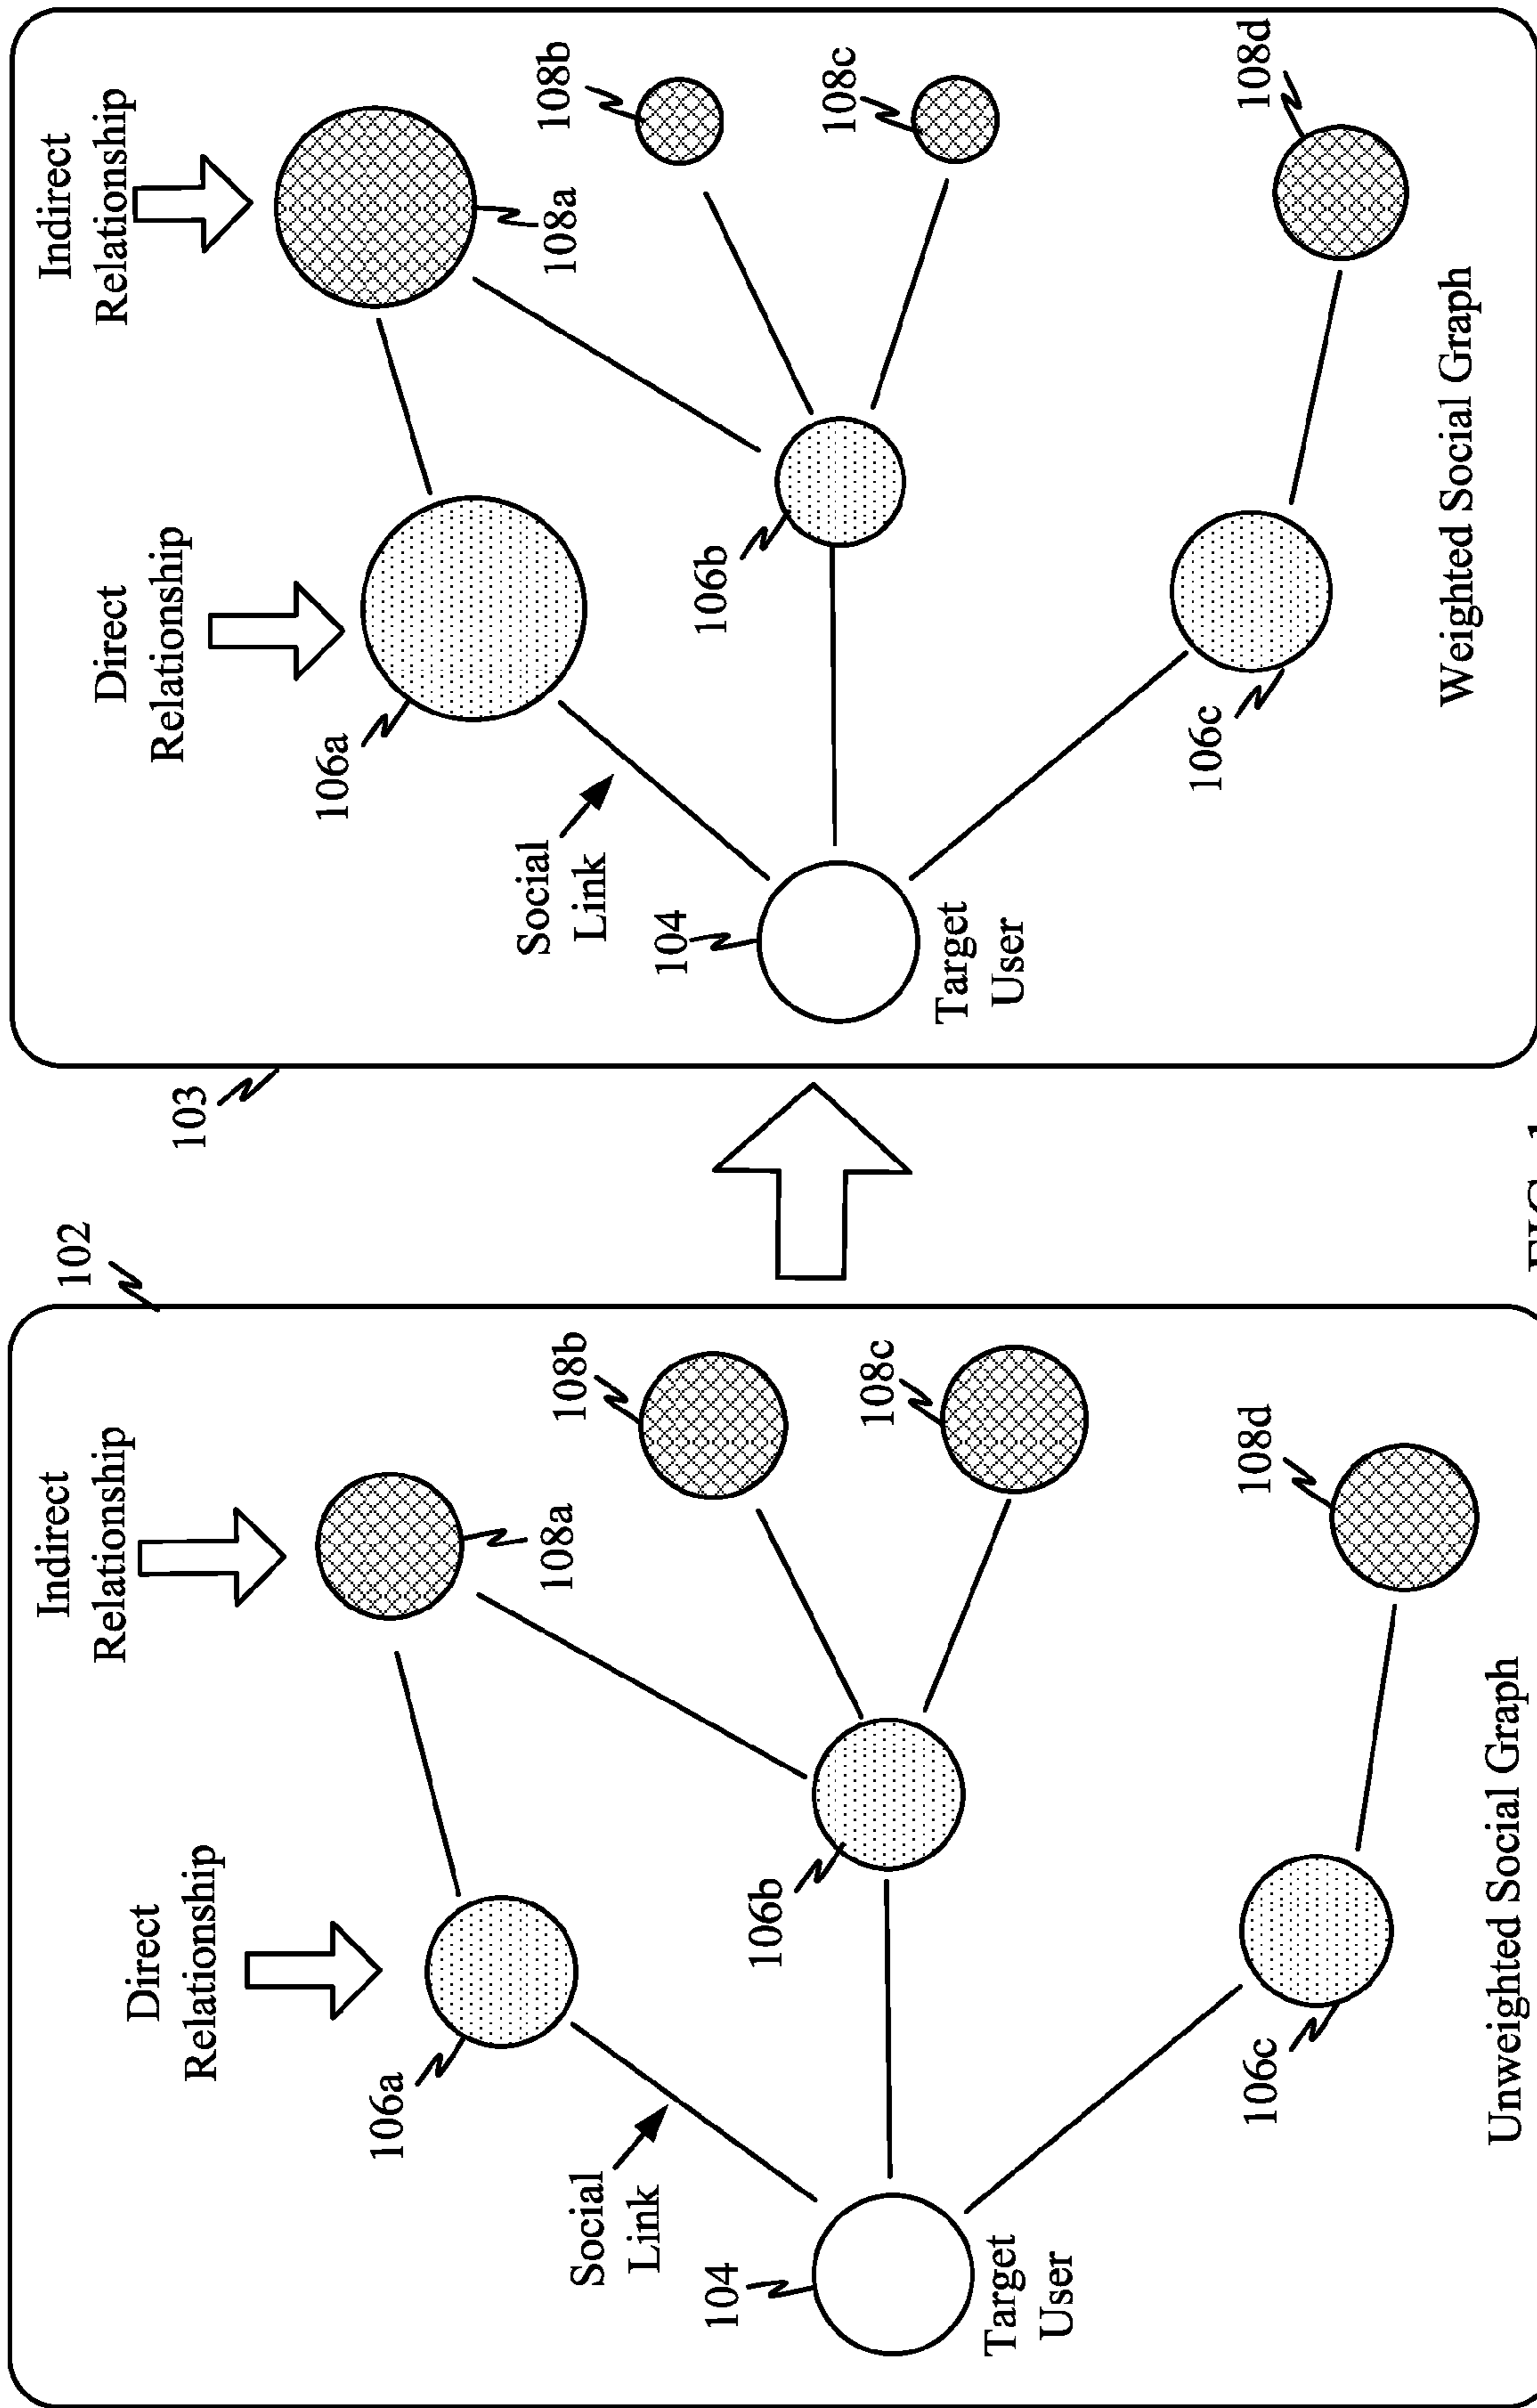 102
Direct
Relationship
Indirect
Relationship
106a
108a
108b
Social
Link
106b
104
108c
Target
User
106c
108d
Unweighted Social Graph
103
Direct
Relationship
Indirect
Relationship
106a
108a
108b
Social
Link
106b
104
108c
Target
User
106c
108d
Weighted Social Graph